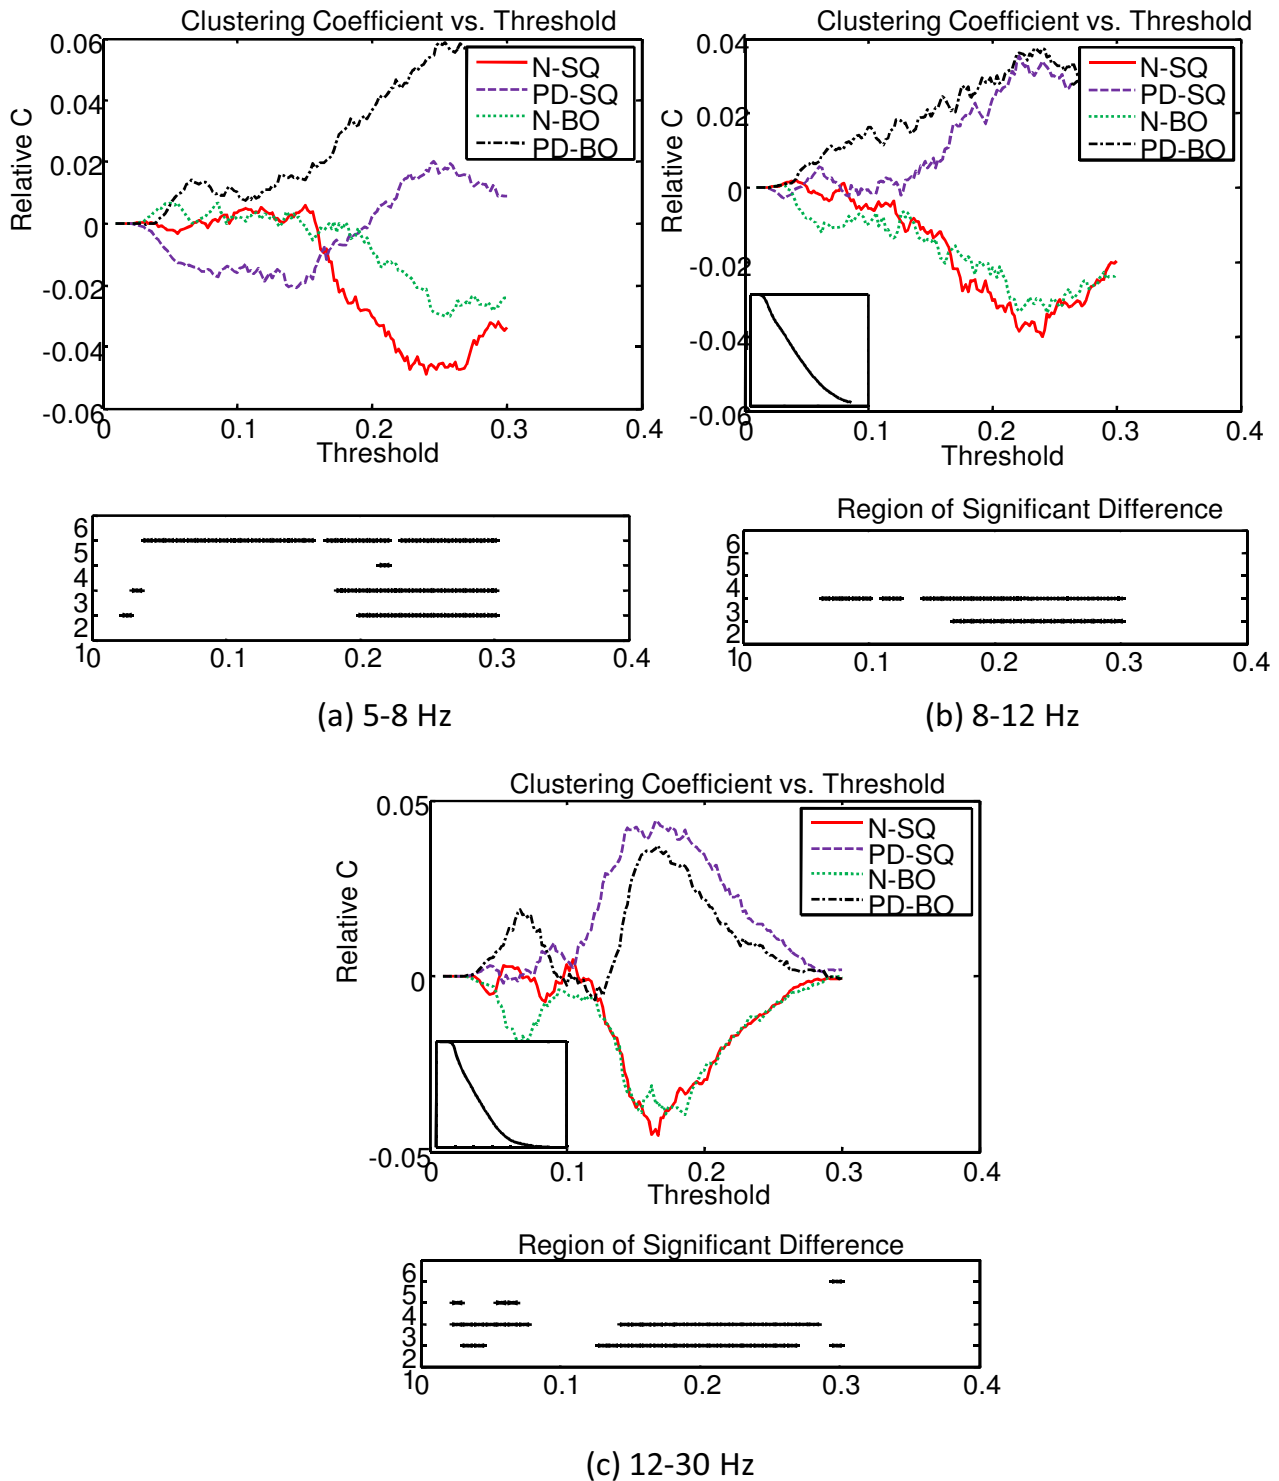 Clustering Coefficient vs. Threshold
0.06
0.04
0.02
0
-0.02
-0.04
-0.06
Relative C
N-SQ
PD-SQ
N-BO
PD-BO
0 0.1 0.2 0.3 0.4
Threshold
6
5
4
3
2
1
0 0.1 0.2 0.3 0.4
(a) 5-8 Hz
Clustering Coefficient vs. Threshold
0.04
0.02
0
-0.02
-0.04
-0.06
Relative C
N-SQ
PD-SQ
N-BO
PD-BO
0 0.1 0.2 0.3 0.4
Threshold
Region of Significant Difference
6
5
4
3
2
1
0 0.1 0.2 0.3 0.4
(b) 8-12 Hz
Clustering Coefficient vs. Threshold
0.05
0
-0.05
Relative C
N-SQ
PD-SQ
N-BO
PD-BO
0 0.1 0.2 0.3 0.4
Threshold
Region of Significant Difference
6
5
4
3
2
1
0 0.1 0.2 0.3 0.4
(c) 12-30 Hz